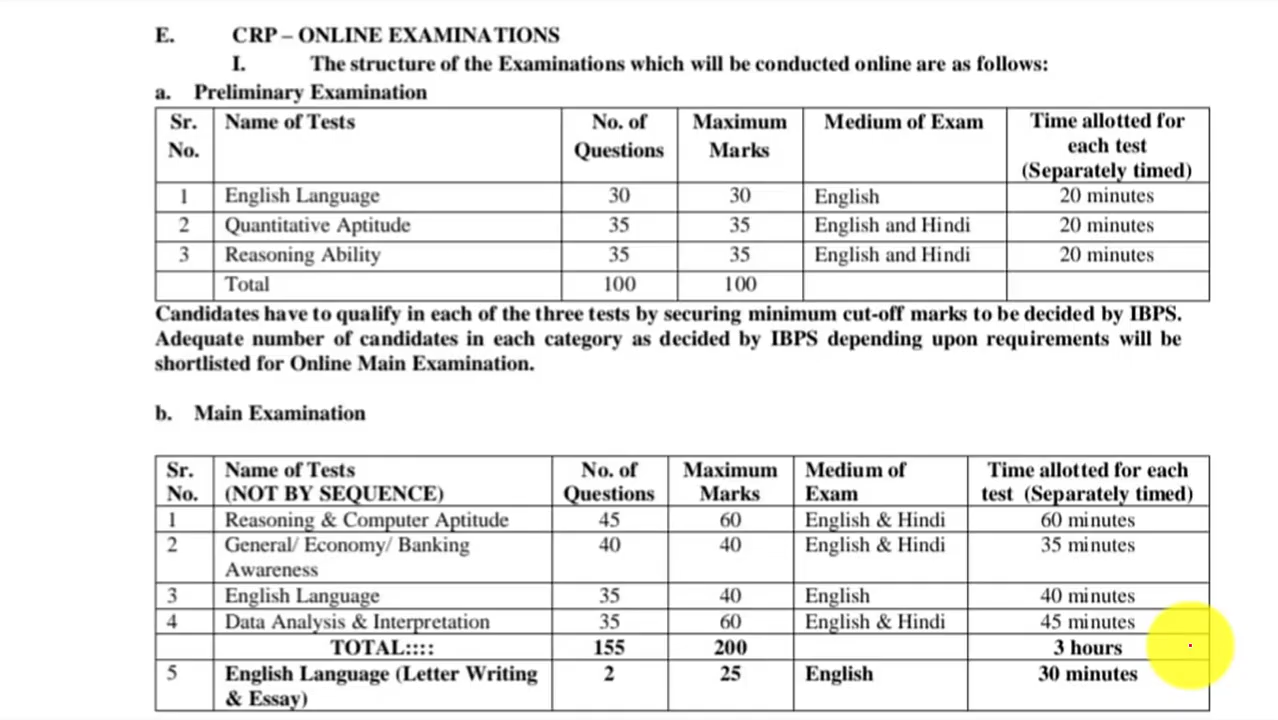 E. CRP – ONLINE EXAMINATIONS
I. The structure of the Examinations which will be conducted online are as follows:
a. Preliminary Examination
Sr. No. Name of Tests No. of Questions Maximum Marks Medium of Exam Time allotted for each test (Separately timed)
1 English Language 30 30 English 20 minutes
2 Quantitative Aptitude 35 35 English and Hindi 20 minutes
3 Reasoning Ability 35 35 English and Hindi 20 minutes
Total 100 100
Candidates have to qualify in each of the three tests by securing minimum cut-off marks to be decided by IBPS.
Adequate number of candidates in each category as decided by IBPS depending upon requirements will be
shortlisted for Online Main Examination.
b. Main Examination
Sr. No. Name of Tests (NOT BY SEQUENCE) No. of Questions Maximum Marks Medium of Exam Time allotted for each test (Separately timed)
1 Reasoning & Computer Aptitude 45 60 English & Hindi 60 minutes
2 General/ Economy/ Banking Awareness 40 40 English & Hindi 35 minutes
3 English Language 35 40 English 40 minutes
4 Data Analysis & Interpretation 35 60 English & Hindi 45 minutes
TOTAL:::: 155 200 3 hours
5 English Language (Letter Writing & Essay) 2 25 English 30 minutes